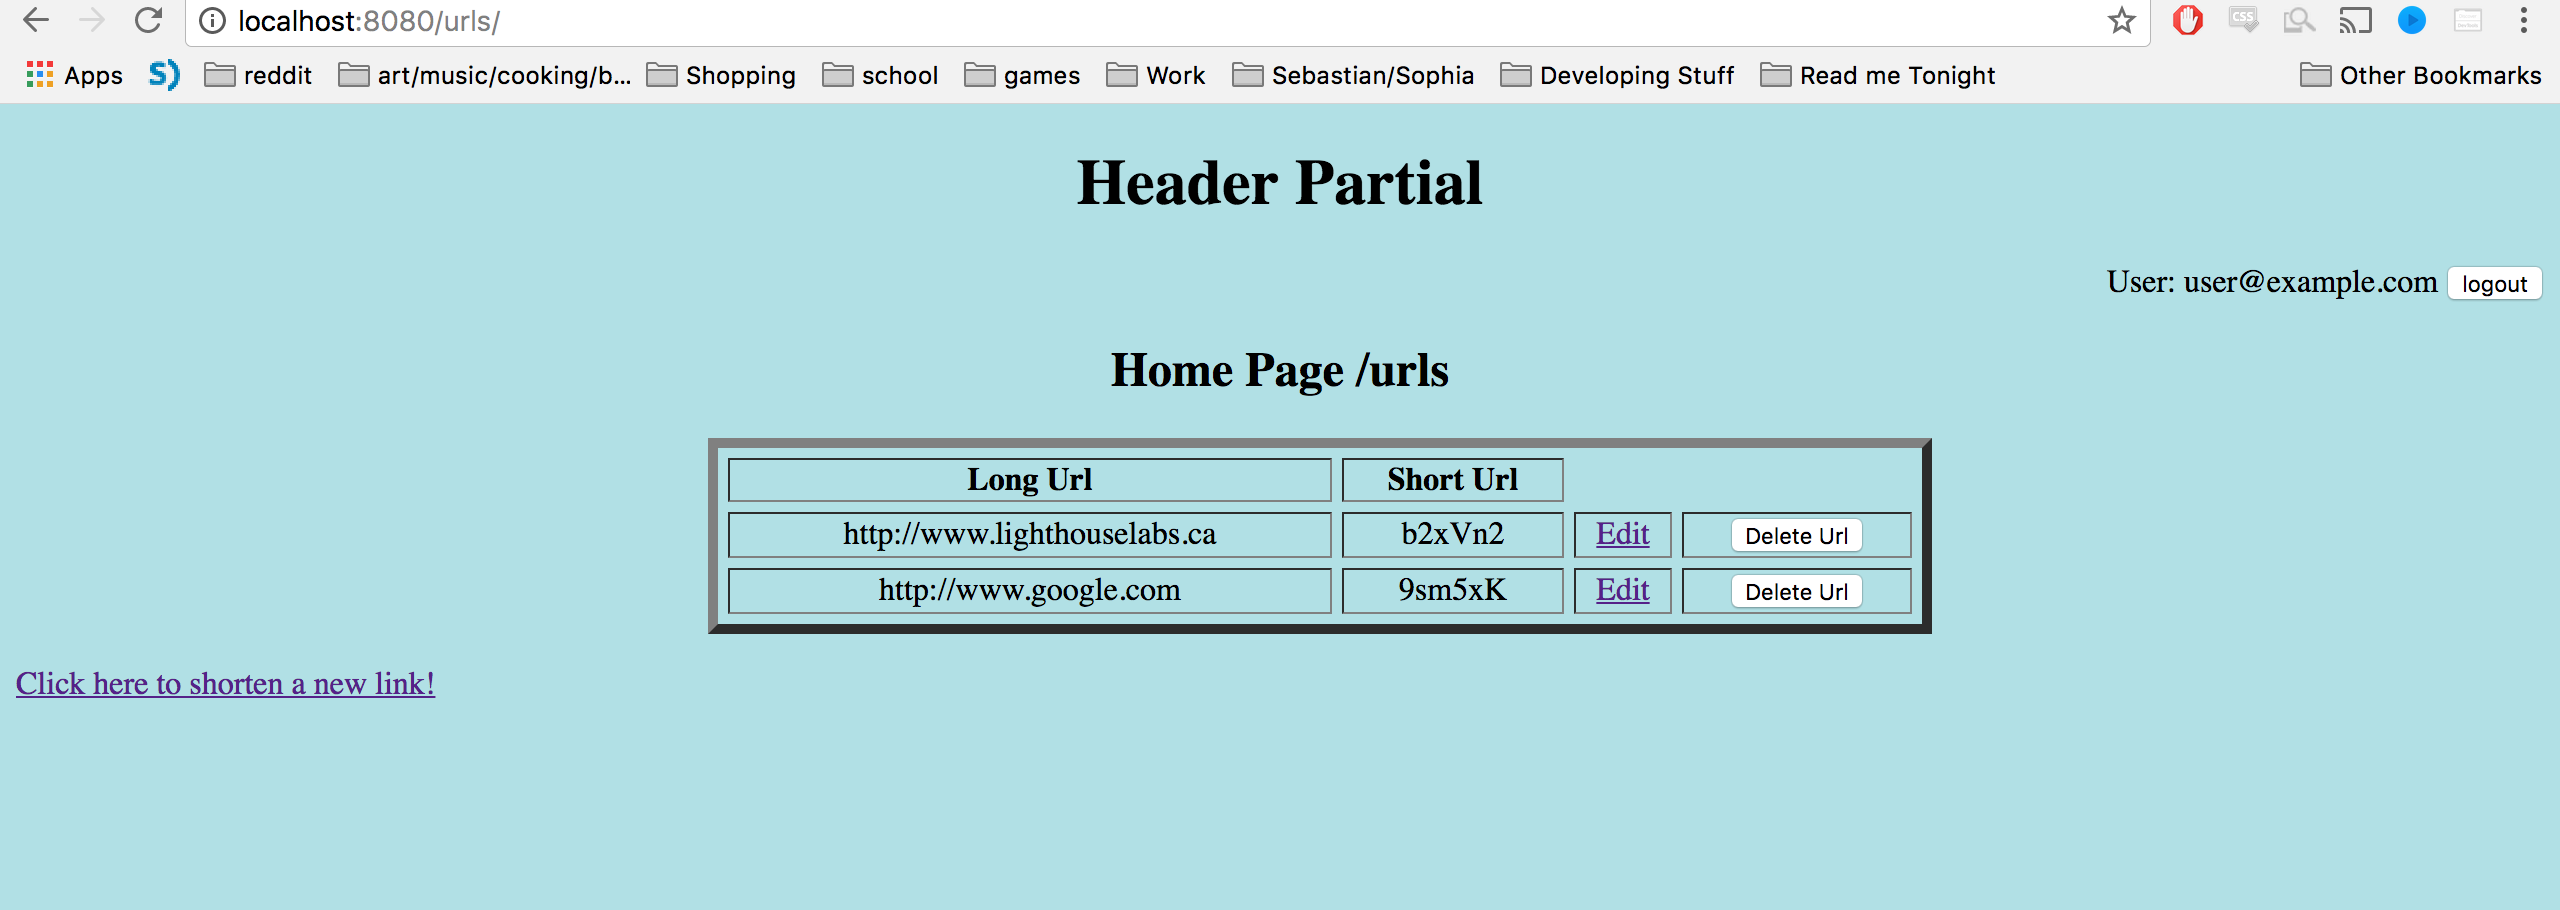 localhost:8080/urls/
Apps reddit art/music/cooking/b... Shopping school games Work Sebastian/Sophia Developing Stuff Read me Tonight Other Bookmarks
Header Partial
User: user@example.com logout
Home Page /urls
Long Url Short Url
http://www.lighthouselabs.ca b2xVn2 Edit Delete Url
http://www.google.com 9sm5xK Edit Delete Url
Click here to shorten a new link!